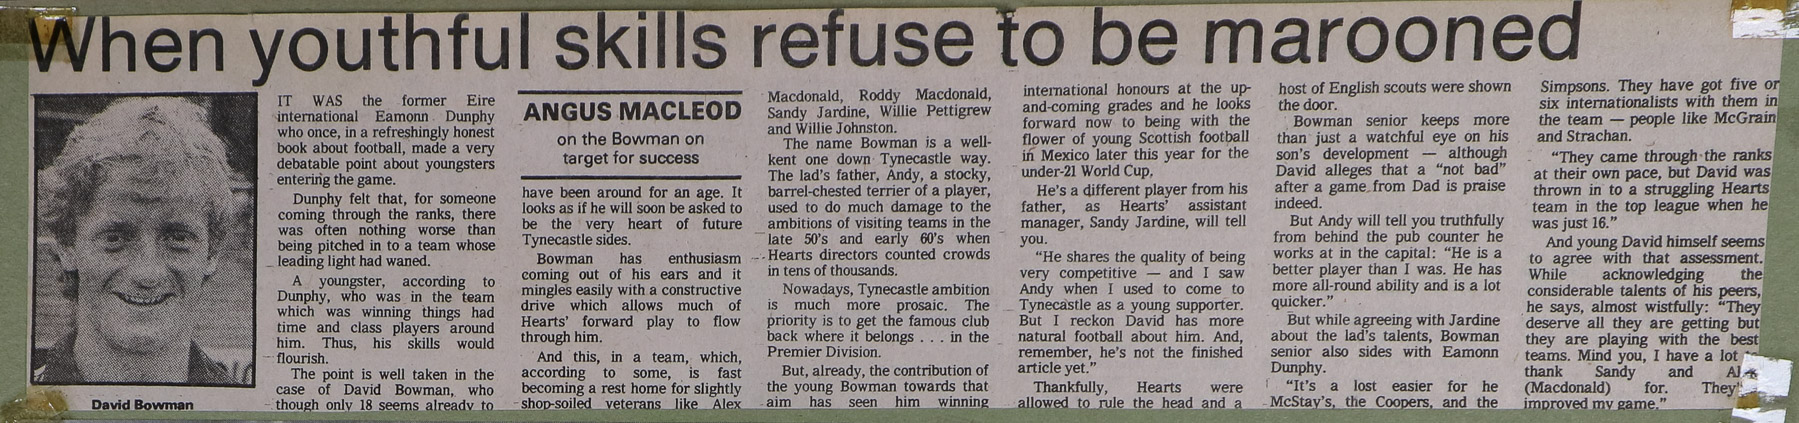 When youthful skills refuse to be marooned
David Bowman
IT WAS the former Eire
international Eamonn Dunphy
who once, in a refreshingly honest
book about football, made a very
debatable point about youngsters
entering the game.
Dunphy felt that, for someone
coming through the ranks, there
was often nothing worse than
being pitched in to a team whose
leading light had waned.
A youngster, according to
Dunphy, who was in the team
which was winning things had
time and class players around
him. Thus, his skills would
flourish.
The point is well taken in the
case of David Bowman, who
though only 18 seems already to
ANGUS MACLEOD
on the Bowman on
target for success
have been around for an age. It
looks as if he will soon be asked to
be the very heart of future
Tynecastle sides.
Bowman has enthusiasm
coming out of his ears and it
mingles easily with a constructive
drive which allows much of
Hearts' forward play to flow
through him.
And this, in a team, which,
according to some, is fast
becoming a rest home for slightly
shop-soiled veterans like Alex
Macdonald, Roddy Macdonald,
Sandy Jardine, Willie Pettigrew
and Willie Johnston.
The name Bowman is a well-
kent one down Tynecastle way.
The lad's father, Andy, a stocky,
barrel-chested terrier of a player,
used to do much damage to the
ambitions of visiting teams in the
late 50's and early 60's when
Hearts directors counted crowds
in tens of thousands.
Nowadays, Tynecastle ambition
is much more prosaic. The
priority is to get the famous club
back where it belongs . . . in the
Premier Division.
But, already, the contribution of
the young Bowman towards that
aim has seen him winning
international honours at the up-
and-coming grades and he looks
forward now to being with the
flower of young Scottish football
in Mexico later this year for the
under-21 World Cup.
He's a different player from his
father, as Hearts' assistant
manager, Sandy Jardine, will tell
you.
"He shares the quality of being
very competitive — and I saw
Andy when I used to come to
Tynecastle as a young supporter.
But I reckon David has more
natural football about him. And,
remember, he's not the finished
article yet."
Thankfully, Hearts were
allowed to rule the head and a
host of English scouts were shown
the door.
Bowman senior keeps more
than just a watchful eye on his
son's development — although
David alleges that a "not bad"
after a game from Dad is praise
indeed.
But Andy will tell you truthfully
from behind the pub counter he
works at in the capital: "He is a
better player than I was. He has
more all-round ability and is a lot
quicker."
But while agreeing with Jardine
about the lad's talents, Bowman
senior also sides with Eamonn
Dunphy.
"It's a lost easier for he
McStay's, the Coopers, and the
Simpsons. They have got five or
six internationalists with them in
the team — people like McGrain
and Strachan.
"They came through the ranks
at their own pace, but David was
thrown in to a struggling Hearts
team in the top league when he
was just 16."
And young David himself seems
to agree with that assessment.
While acknowledging the
considerable talents of his peers,
he says, almost wistfully: "They
deserve all they are getting but
they are playing with the best
teams. Mind you, I have a lot
thank Sandy and
(Macdonald) for.
improved my game."